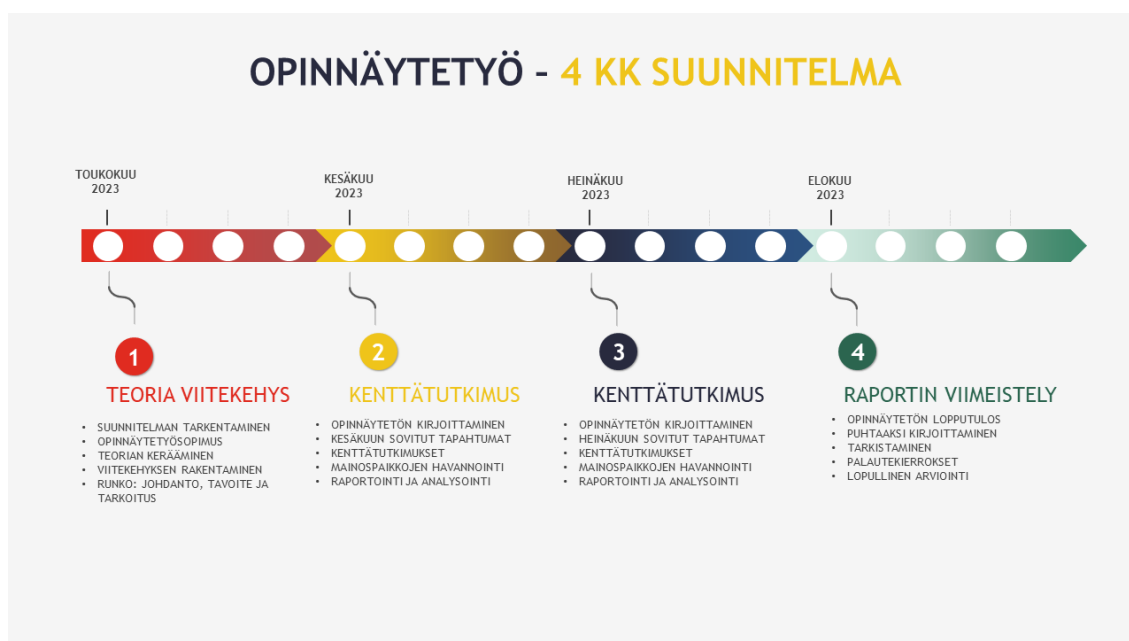 OPINNÄYTETYÖ - 4 KK SUUNNITELMA
TOUKOKUU
2023
KESÄKUU
2023
HEINÄKUU
2023
ELOKUU
2023
1
TEORIA VIITEKEHYS
• SUUNNITELMAN TARKENTAMINEN
• OPINNÄYTETYÖSOPIMUS
• TEORIAN KERÄÄMINEN
• VIITEKEHYKSEN RAKENTAMINEN
• RUNKO: JOHDANTO, TAVOITE JA
TARKOITUS
2
KENTTÄTUTKIMUS
• OPINNÄYTETÖN KIRJOITTAMINEN
• KESÄKUUN SOVITUT TAPAHTUMAT
• KENTTÄTUTKIMUKSET
• MAINOSPAIKKOJEN HAVANNOINTI
• RAPORTOINTI JA ANALYSOINTI
3
KENTTÄTUTKIMUS
• OPINNÄYTETÖN KIRJOITTAMINEN
• HEINÄKUUN SOVITUT TAPAHTUMAT
• KENTTÄTUTKIMUKSET
• MAINOSPAIKKOJEN HAVANNOINTI
• RAPORTOINTI JA ANALYSOINTI
4
RAPORTIN VIIMEISTELY
• OPINNÄYTETÖN LOPPUTULOS
• PUHTAAKSI KIRJOITTAMINEN
• TARKISTAMINEN
• PALAUTEKIERROKSET
• LOPULLINEN ARVIOINTI